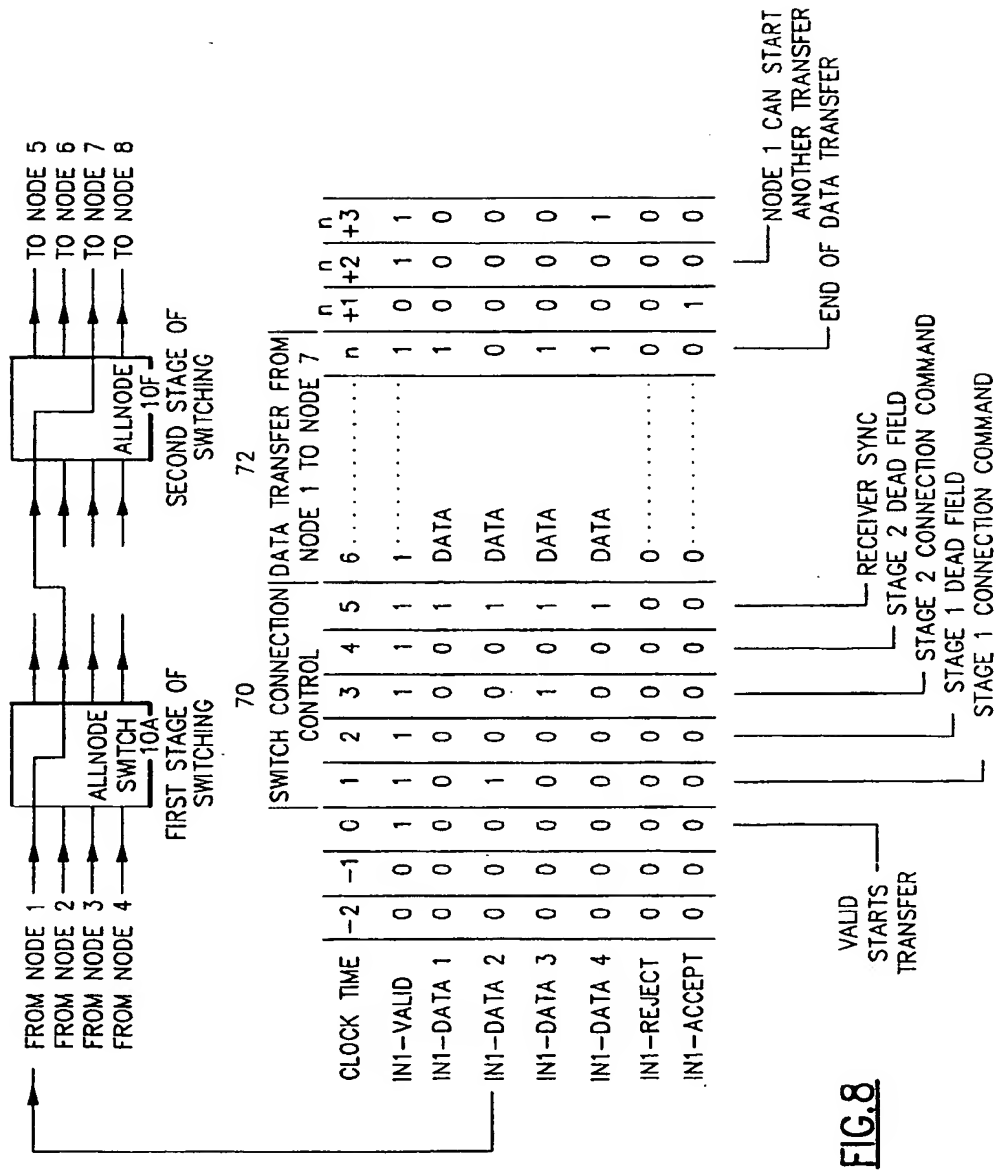 FROM NODE 1
FROM NODE 2
FROM NODE 3
FROM NODE 4
ALLNODE
SWITCH
10A
FIRST STAGE OF
SWITCHING
ALLNODE
10F
SECOND STAGE OF
SWITCHING
TO NODE 5
TO NODE 6
TO NODE 7
TO NODE 8
70
72
SWITCH CONNECTION CONTROL
DATA TRANSFER FROM NODE 1 TO NODE 7
CLOCK TIME -2 -1 0 1 2 3 4 5 6 ........... n n+1 n+2 n+3
IN1-VALID 0 0 1 1 1 1 1 1 1 ........... 1 0 1 1
IN1-DATA 1 0 0 0 0 0 0 0 1 DATA 1 0 0 0
IN1-DATA 2 0 0 0 1 0 0 0 1 DATA 0 0 0 0
IN1-DATA 3 0 0 0 0 0 1 0 1 DATA 1 0 0 0
IN1-DATA 4 0 0 0 0 0 0 0 1 DATA 1 0 0 1
IN1-REJECT 0 0 0 0 0 0 0 0 0 ........... 0 0 0 0
IN1-ACCEPT 0 0 0 0 0 0 0 0 0 ........... 0 1 0 0
VALID
STARTS
TRANSFER
RECEIVER SYNC
STAGE 2 DEAD FIELD
STAGE 2 CONNECTION COMMAND
STAGE 1 DEAD FIELD
STAGE 1 CONNECTION COMMAND
NODE 1 CAN START
ANOTHER TRANSFER
END OF DATA TRANSFER
FIG.8